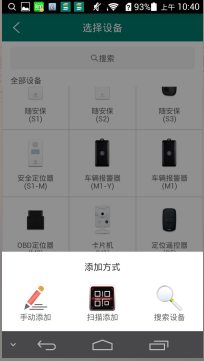 93% 上午 10:40
选择设备
搜索
全部设备
随安保 随安保 随安保
(S1) (S2) (S3)
安全定位器 车辆报警器 车辆报警器
(S1-M) (M1-Y) (M1)
OBD定位器 卡片机 定位遥控器
添加方式
手动添加 扫描添加 搜索设备